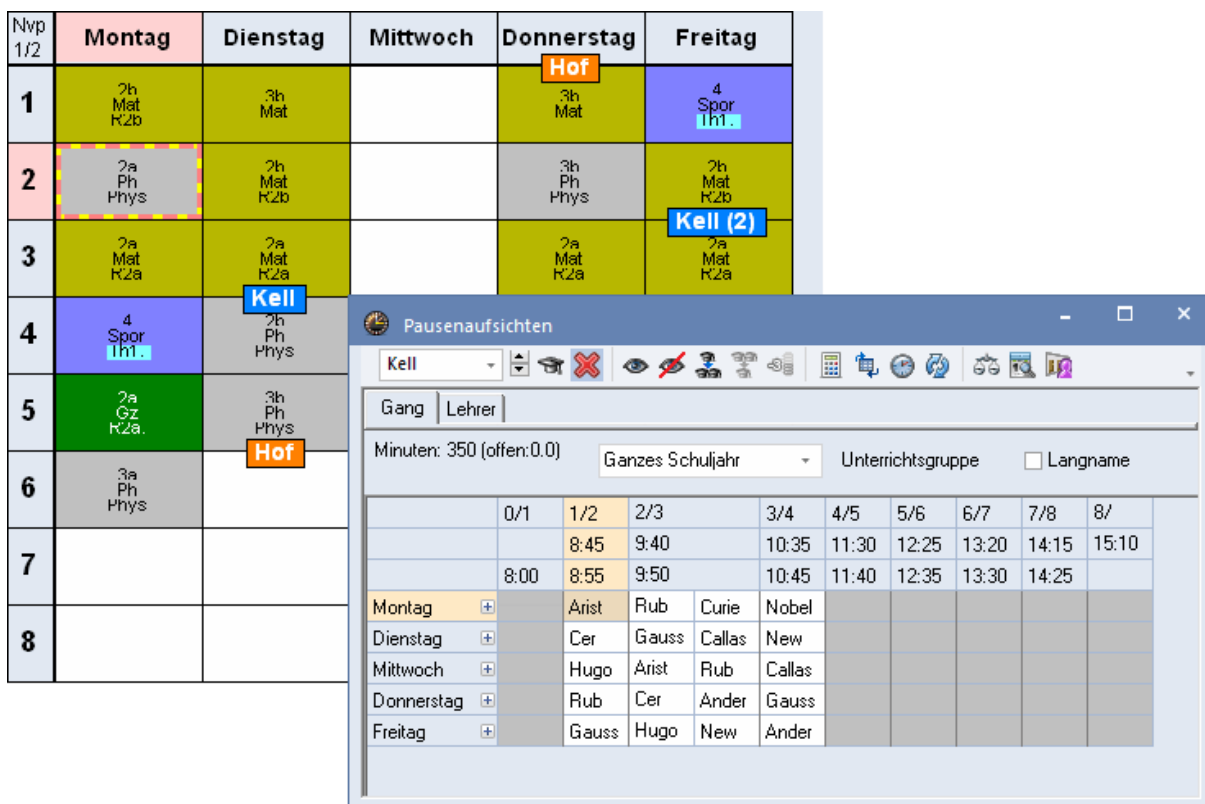 Nvp
1/2
Montag Dienstag Mittwoch Donnerstag Freitag
Hof
1
2b
Mat
R2b
3b
Mat
3b
Mat
4
Spor
Th1.
2
2a
Ph
Phys
2b
Mat
R2b
3b
Ph
Phys
2b
Mat
R2b
Kell (2)
3
2a
Mat
R2a
2a
Mat
R2a
2a
Mat
R2a
2a
Mat
R2a
Kell
4
4
Spor
Th1.
2b
Ph
Phys
5
2a
Gz
R2a.
3b
Ph
Phys
Hof
6
3a
Ph
Phys
7
8
Pausenaufsichten
Kell
Gang Lehrer
Minuten: 350 (offen:0.0) Ganzes Schuljahr Unterrichtsgruppe Langname
0/1 1/2 2/3 3/4 4/5 5/6 6/7 7/8 8/
8:45 9:40 10:35 11:30 12:25 13:20 14:15 15:10
8:00 8:55 9:50 10:45 11:40 12:35 13:30 14:25
Montag Arist Rub Curie Nobel
Dienstag Cer Gauss Callas New
Mittwoch Hugo Arist Rub Callas
Donnerstag Rub Cer Ander Gauss
Freitag Gauss Hugo New Ander